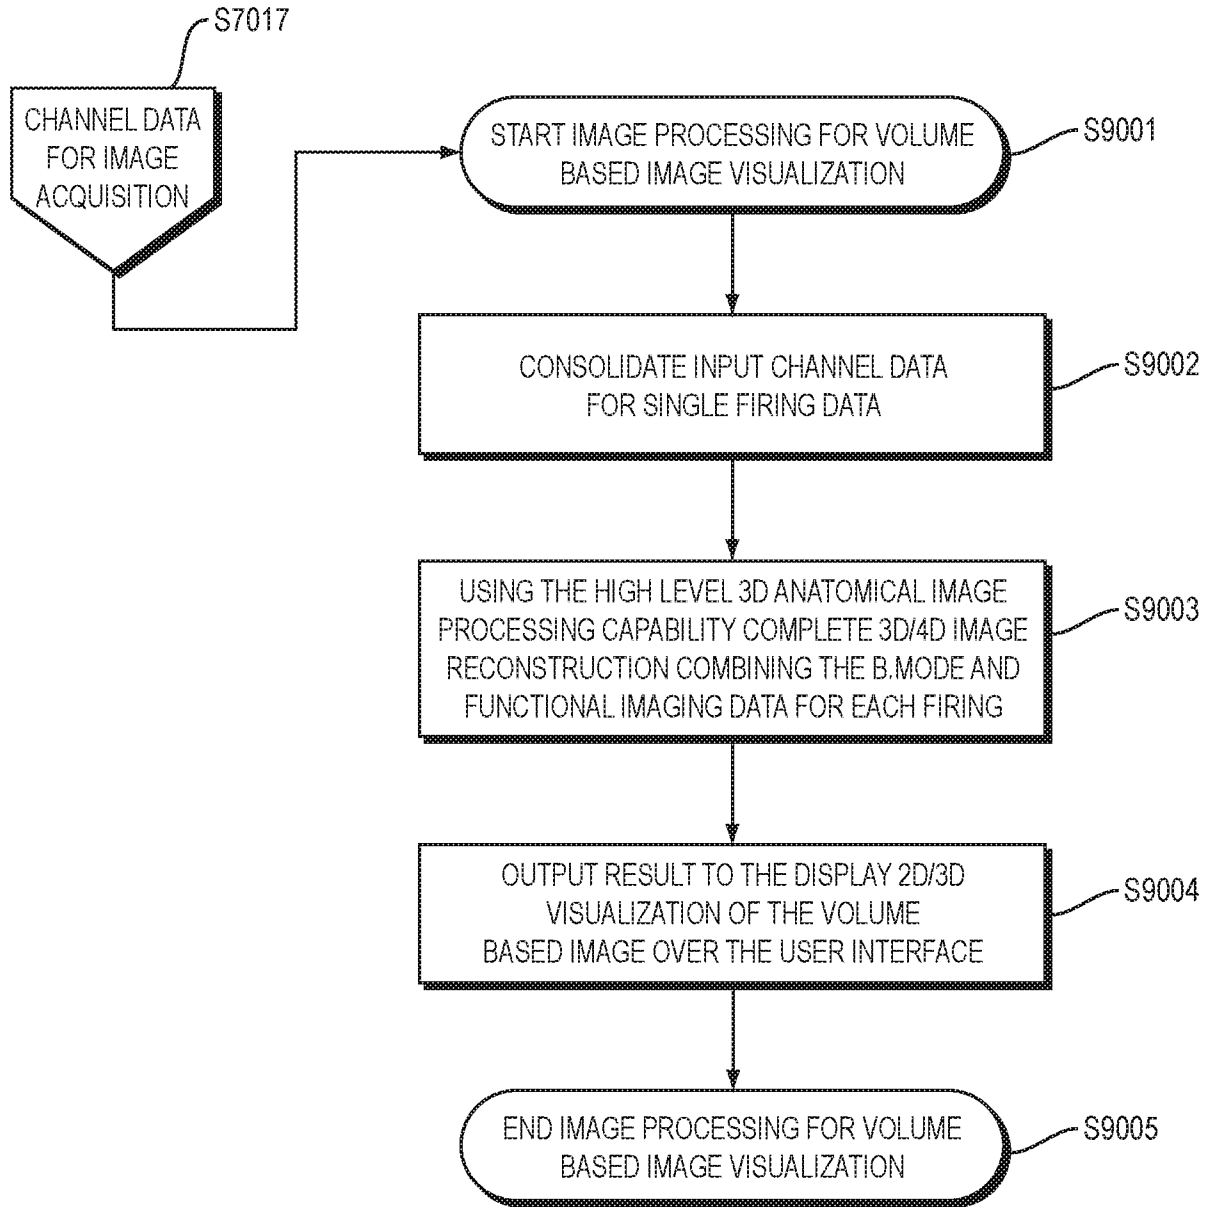 S7017
CHANNEL DATA
FOR IMAGE
ACQUISITION
START IMAGE PROCESSING FOR VOLUME
BASED IMAGE VISUALIZATION
S9001
CONSOLIDATE INPUT CHANNEL DATA
FOR SINGLE FIRING DATA
S9002
USING THE HIGH LEVEL 3D ANATOMICAL IMAGE
PROCESSING CAPABILITY COMPLETE 3D/4D IMAGE
RECONSTRUCTION COMBINING THE B.MODE AND
FUNCTIONAL IMAGING DATA FOR EACH FIRING
S9003
OUTPUT RESULT TO THE DISPLAY 2D/3D
VISUALIZATION OF THE VOLUME
BASED IMAGE OVER THE USER INTERFACE
S9004
END IMAGE PROCESSING FOR VOLUME
BASED IMAGE VISUALIZATION
S9005